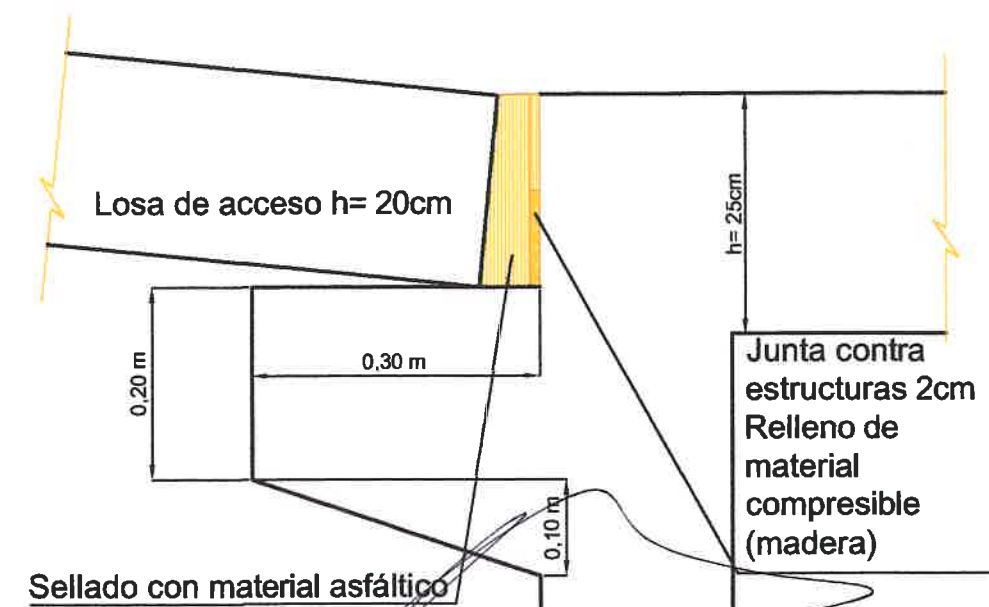 Losa de acceso h= 20cm
h= 25cm
0,30 m
0,20 m
0,10 m
Junta contra
estructuras 2cm
Relleno de
material
compresible
(madera)
Sellado con material asfáltico